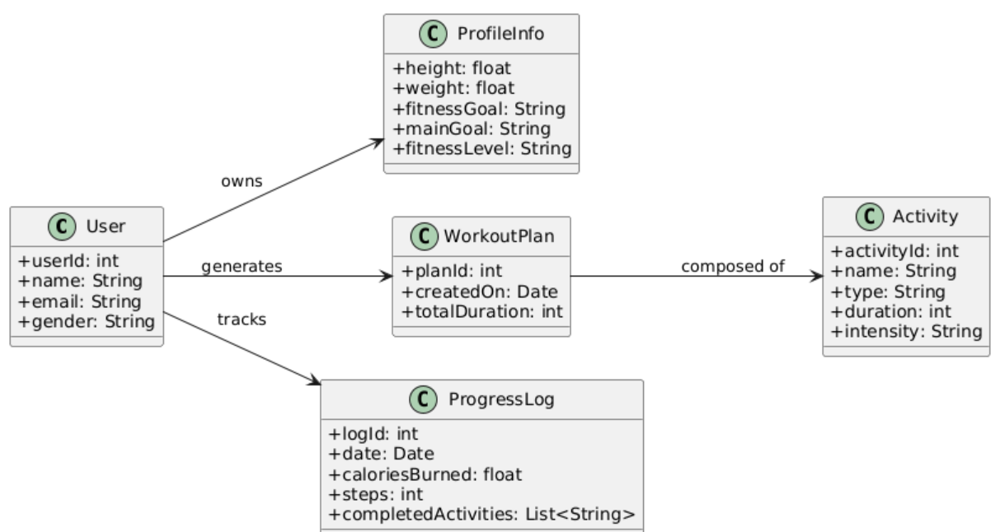 C ProfileInfo
+height: float
+weight: float
+fitnessGoal: String
+mainGoal: String
+fitnessLevel: String
owns
C User
+userId: int
+name: String
+email: String
+gender: String
generates
C WorkoutPlan
+planId: int
+createdOn: Date
+totalDuration: int
composed of
C Activity
+activityId: int
+name: String
+type: String
+duration: int
+intensity: String
tracks
C ProgressLog
+logId: int
+date: Date
+caloriesBurned: float
+steps: int
+completedActivities: List<String>